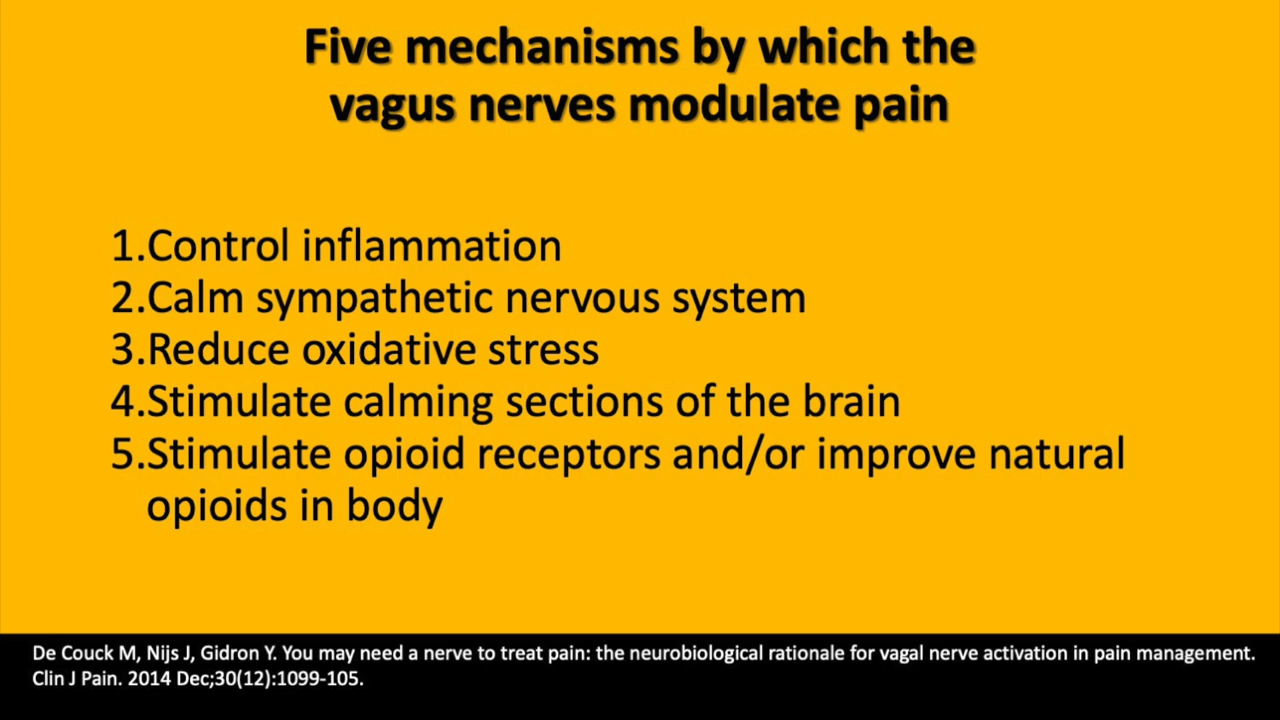 Five mechanisms by which the
vagus nerves modulate pain
1.Control inflammation
2.Calm sympathetic nervous system
3.Reduce oxidative stress
4.Stimulate calming sections of the brain
5.Stimulate opioid receptors and/or improve natural
opioids in body
De Couck M, Nijs J, Gidron Y. You may need a nerve to treat pain: the neurobiological rationale for vagal nerve activation in pain management.
Clin J Pain. 2014 Dec;30(12):1099-105.